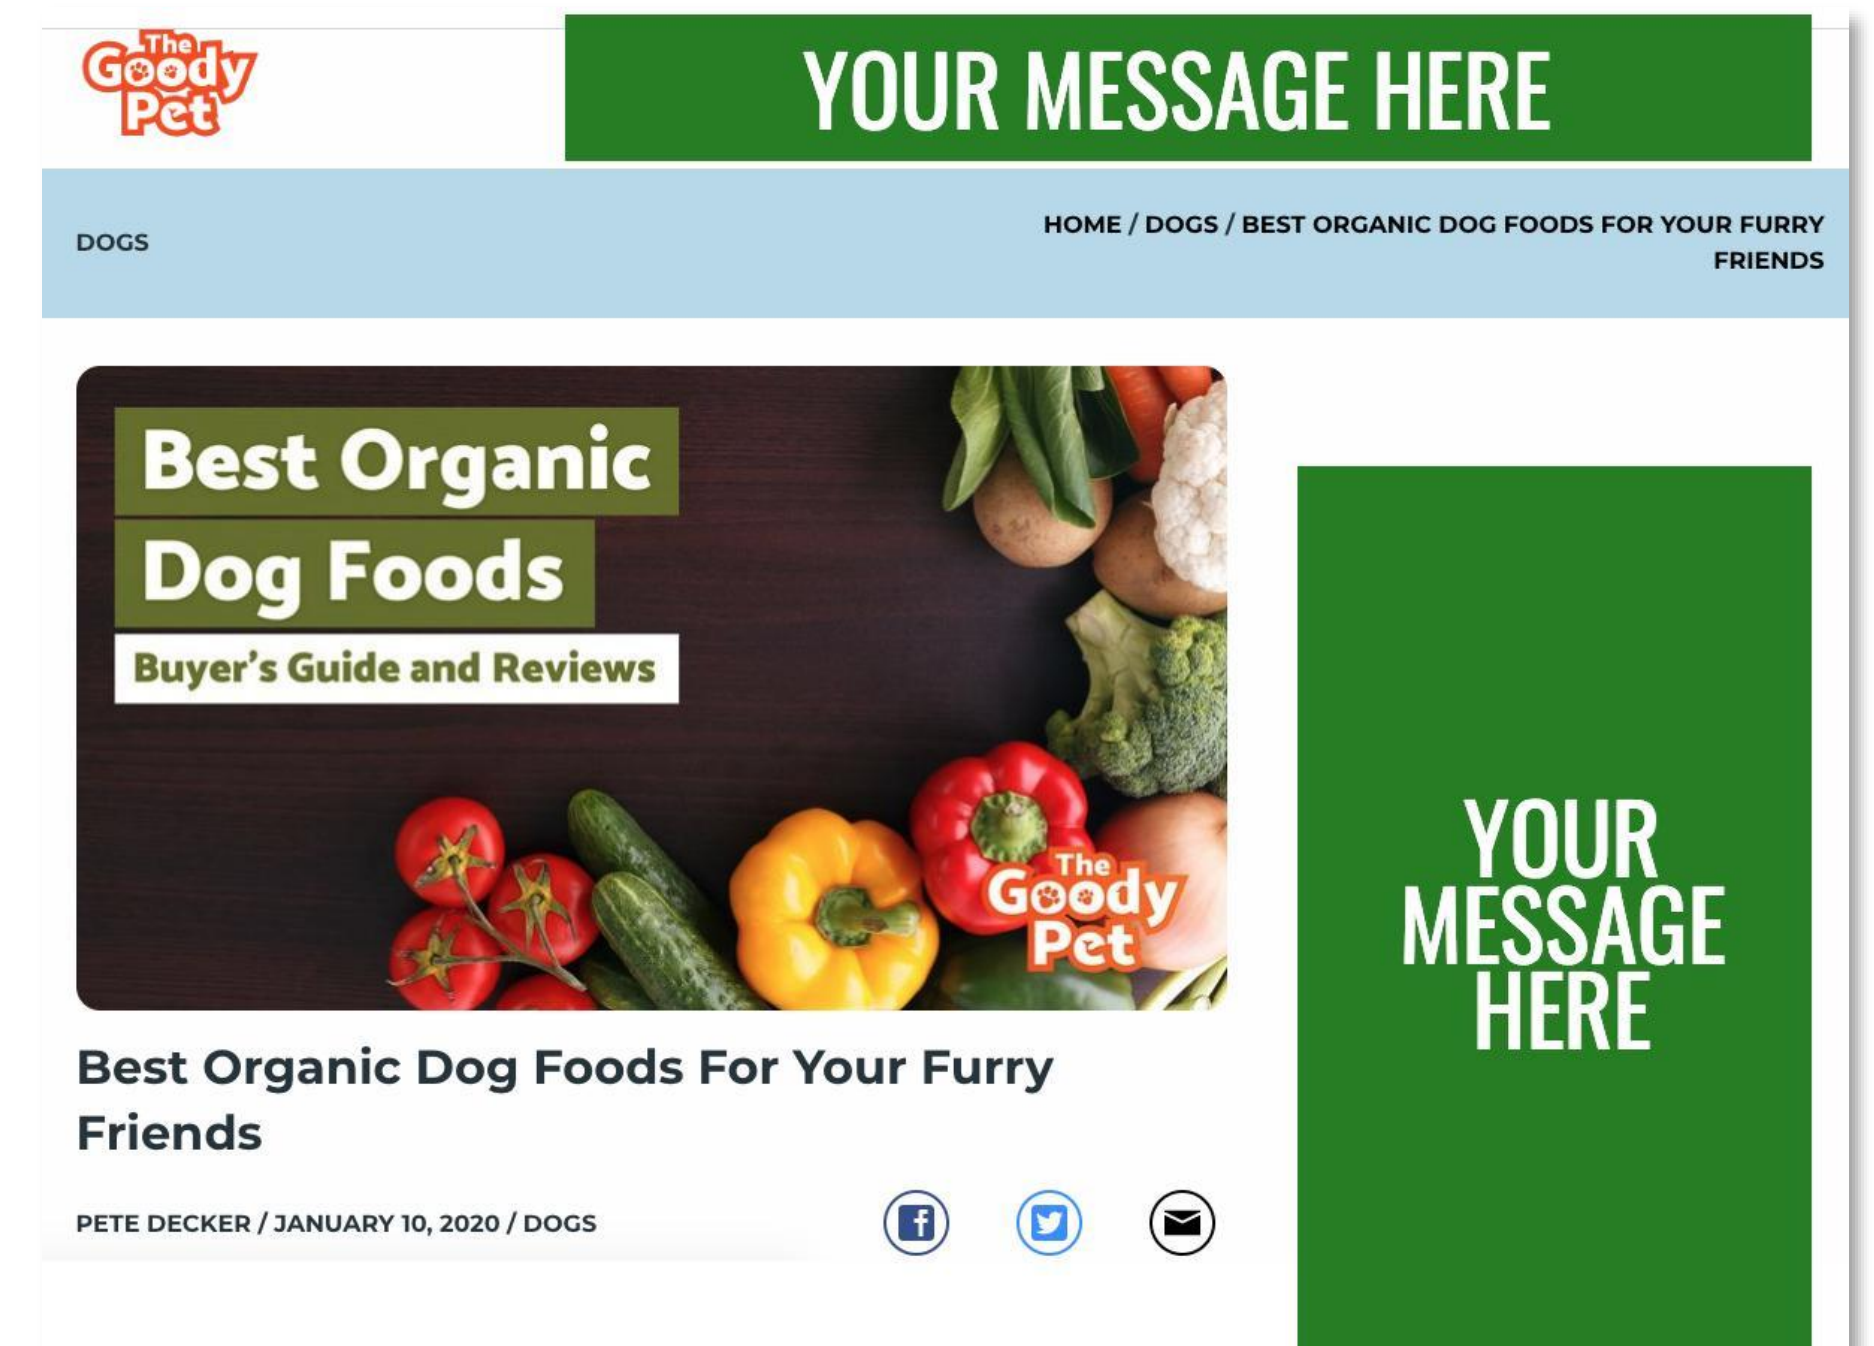 The
Goody
Pet
YOUR MESSAGE HERE
DOGS
HOME / DOGS / BEST ORGANIC DOG FOODS FOR YOUR FURRY
FRIENDS
Best Organic
Dog Foods
Buyer's Guide and Reviews
The
Goody
Pet
YOUR
MESSAGE
HERE
Best Organic Dog Foods For Your Furry
Friends
PETE DECKER / JANUARY 10, 2020 / DOGS